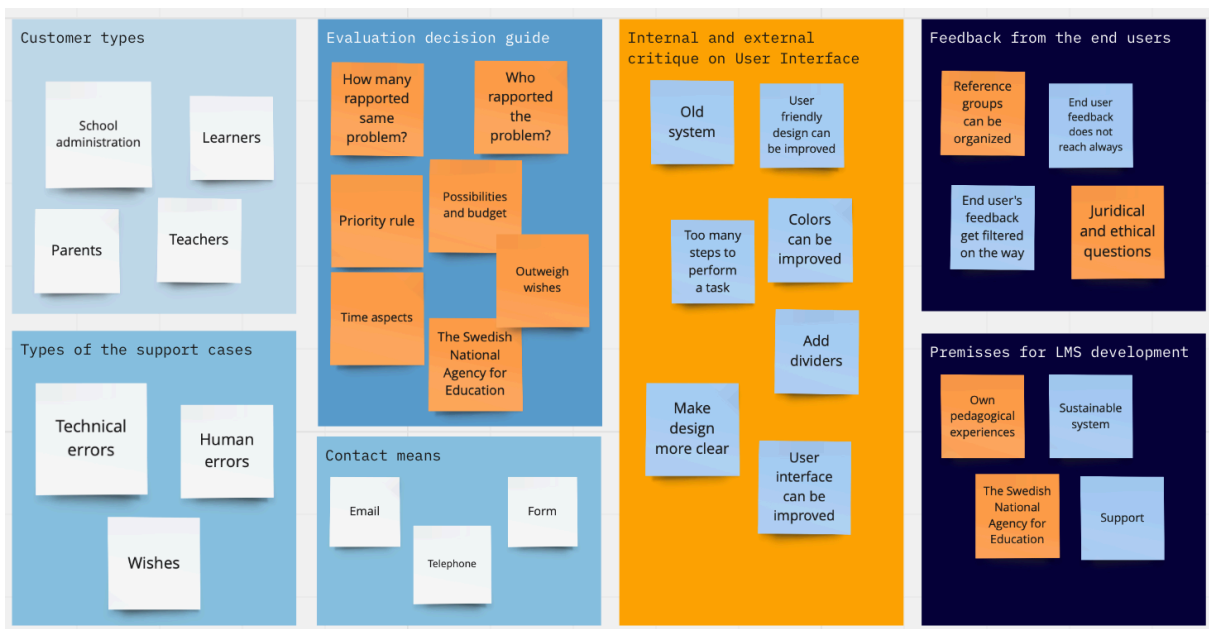 Customer types
School
administration
Learners
Parents
Teachers
Types of the support cases
Technical
errors
Human
errors
Wishes
Evaluation decision guide
How many
rapported
same
problem?
Who
rapported
the
problem?
Priority rule
Possibilities
and budget
Outweigh
wishes
Time aspects
The Swedish
National
Agency for
Education
Contact means
Email
Form
Telephone
Internal and external
critique on User Interface
Old
system
User
friendly
design can
be improved
Too many
steps to
perform
a task
Colors
can be
improved
Add
dividers
Make
design
more clear
User
interface
can be
improved
Feedback from the end users
Reference
groups
can be
organized
End user
feedback
does not
reach always
End user's
feedback
get filtered
on the way
Juridical
and ethical
questions
Premisses for LMS development
Own
pedagogical
experiences
Sustainable
system
The Swedish
National
Agency for
Education
Support